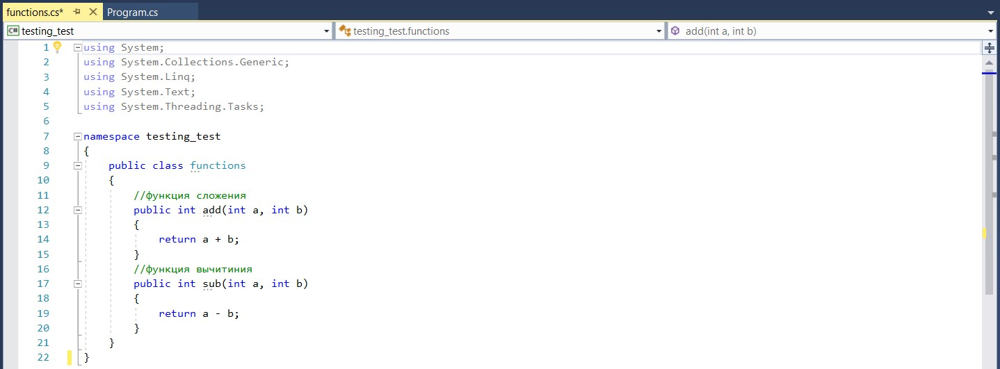 functions.cs* Program.cs
C# testing_test testing_test.functions add(int a, int b)
1 using System;
2 using System.Collections.Generic;
3 using System.Linq;
4 using System.Text;
5 using System.Threading.Tasks;
6
7 namespace testing_test
8 {
9 public class functions
10 {
11 //функция сложения
12 public int add(int a, int b)
13 {
14 return a + b;
15 }
16 //функция вычитиния
17 public int sub(int a, int b)
18 {
19 return a - b;
20 }
21 }
22 }